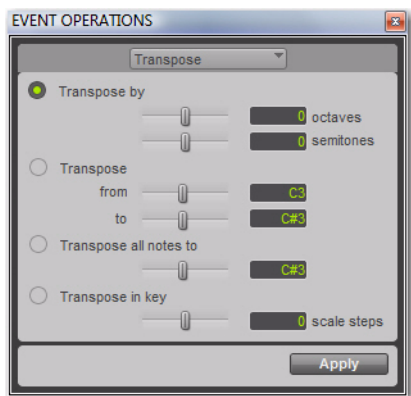 EVENT OPERATIONS
Transpose
Transpose by
0 octaves
0 semitones
Transpose
from C3
to C#3
Transpose all notes to
C#3
Transpose in key
0 scale steps
Apply